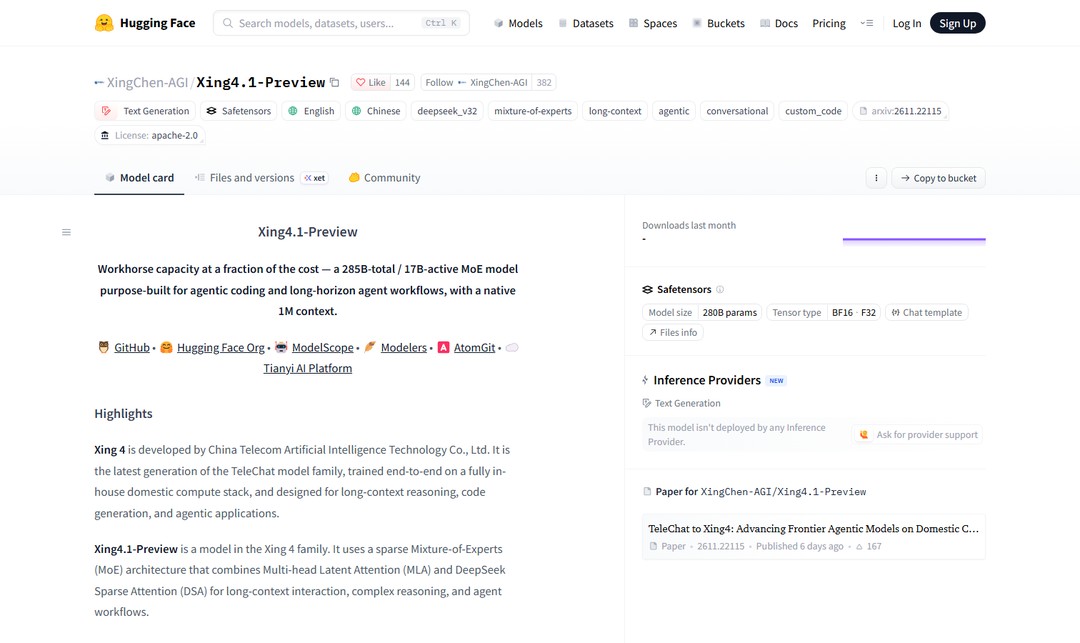 Hugging Face
Search models, datasets, users...
Ctrl K
Models
Datasets
Spaces
Buckets
Docs
Pricing
Log In
Sign Up
XingChen-AGI/Xing4.1-Preview
Like 144
Follow XingChen-AGI 382
Text Generation
Safetensors
English
Chinese
deepseek_v32
mixture-of-experts
long-context
agentic
conversational
custom_code
arxiv:2611.22115
License: apache-2.0
Model card
Files and versions
xet
Community
Copy to bucket
Xing4.1-Preview
Workhorse capacity at a fraction of the cost — a 285B-total / 17B-active MoE model
purpose-built for agentic coding and long-horizon agent workflows, with a native
1M context.
GitHub • Hugging Face Org • ModelScope • Modelers • AtomGit •
Tianyi AI Platform
Highlights
Xing 4 is developed by China Telecom Artificial Intelligence Technology Co., Ltd. It is
the latest generation of the TeleChat model family, trained end-to-end on a fully in-
house domestic compute stack, and designed for long-context reasoning, code
generation, and agentic applications.
Xing4.1-Preview is a model in the Xing 4 family. It uses a sparse Mixture-of-Experts
(MoE) architecture that combines Multi-head Latent Attention (MLA) and DeepSeek
Sparse Attention (DSA) for long-context interaction, complex reasoning, and agent
workflows.
Downloads last month
-
Safetensors
Model size 280B params
Tensor type BF16 · F32
Chat template
Files info
Inference Providers NEW
Text Generation
This model isn't deployed by any Inference
Provider.
Ask for provider support
Paper for XingChen-AGI/Xing4.1-Preview
TeleChat to Xing4: Advancing Frontier Agentic Models on Domestic C...
Paper • 2611.22115 • Published 6 days ago • 167